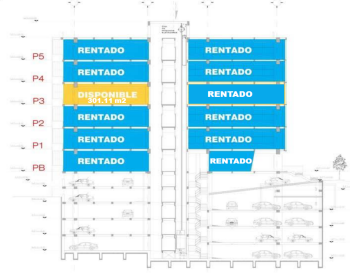 P5 RENTADO RENTADO
P4 RENTADO RENTADO
P3 DISPONIBLE RENTADO
301.11 m2
P2 RENTADO RENTADO
P1 RENTADO RENTADO
PB RENTADO RENTADO